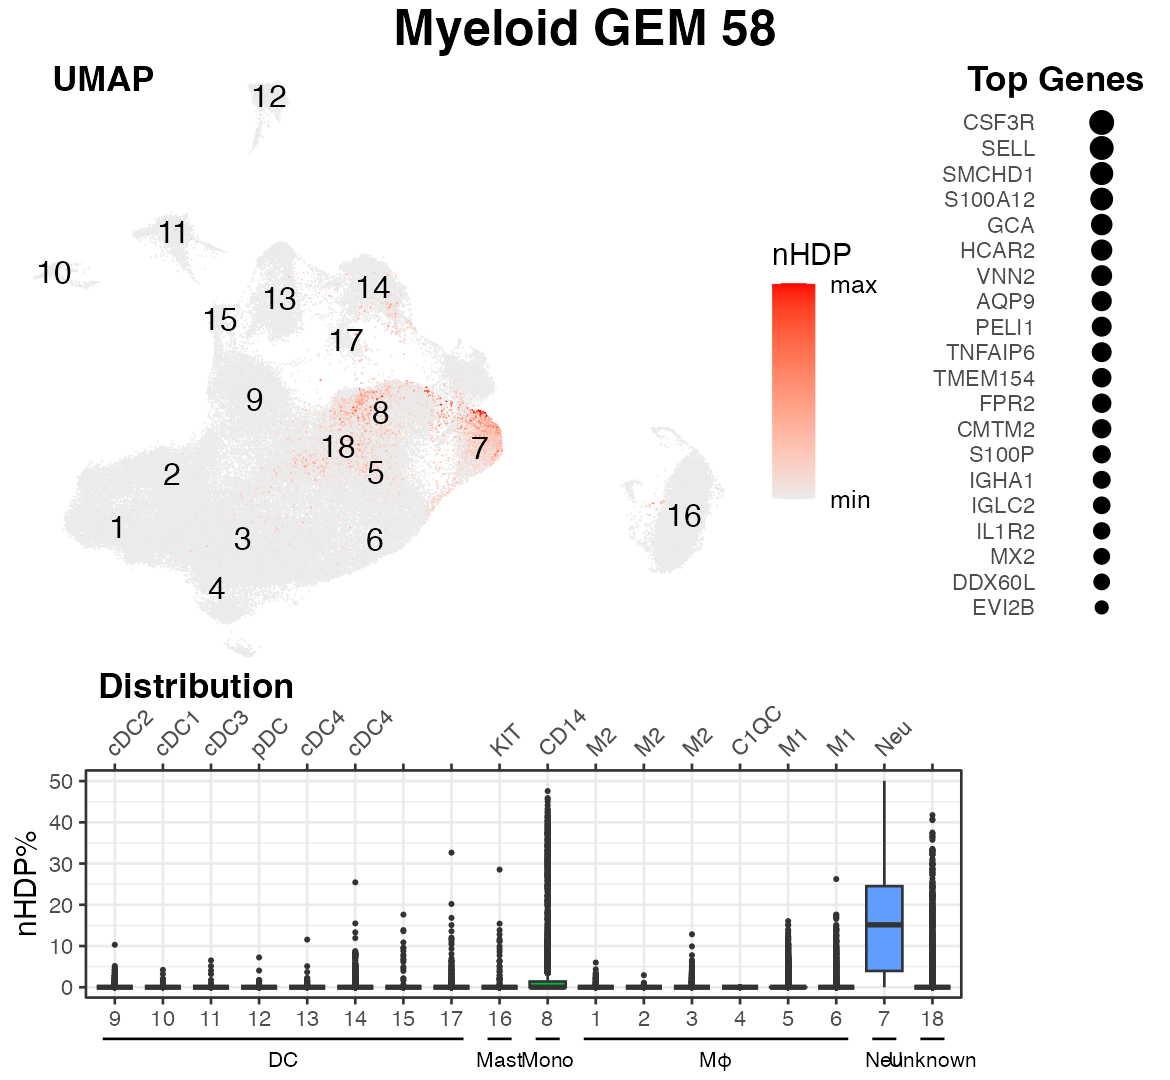 Myeloid GEM 58
UMAP
12
11
10
13
14
15
17
9
8
18
7
2
5
1
3
6
4
16
nHDP
max
min
Top Genes
CSF3R
SELL
SMCHD1
S100A12
GCA
HCAR2
VNN2
AQP9
PELI1
TNFAIP6
TMEM154
FPR2
CMTM2
S100P
IGHA1
IGLC2
IL1R2
MX2
DDX60L
EVI2B
Distribution
cDC2 cDC1 cDC3 pDC cDC4 cDC4 KIT CD14 M2 M2 M2 C1QC M1 M1 Neu
nHDP%
50
40
30
20
10
0
9 10 11 12 13 14 15 17 16 8 1 2 3 4 5 6 7 18
DC Mast Mono Mφ Neu Unknown